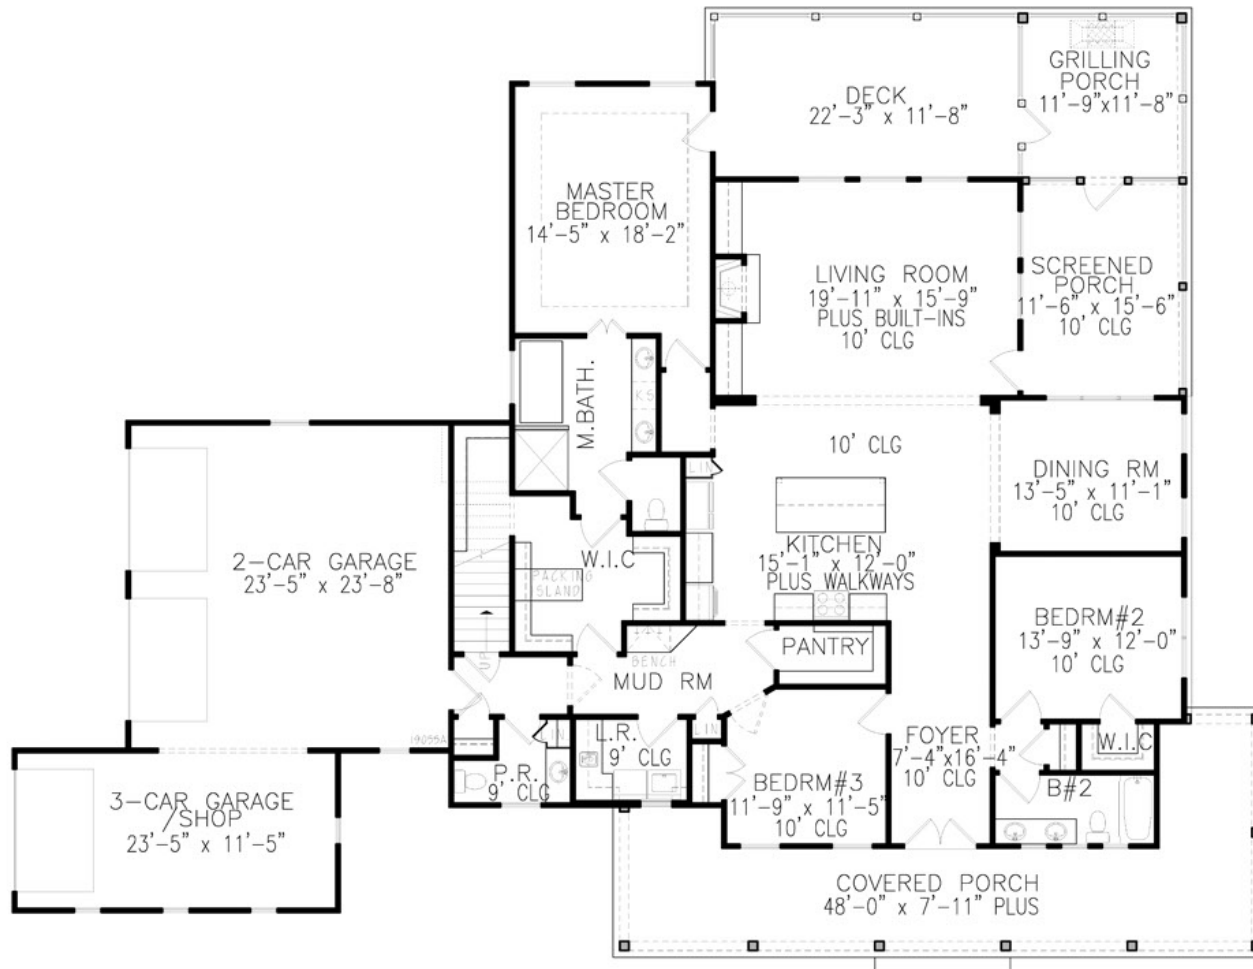 GRILLING
PORCH
11'-9"x11'-8"
DECK
22'-3" x 11'-8"
MASTER
BEDROOM
14'-5" x 18'-2"
LIVING ROOM
19'-11" x 15'-9"
PLUS BUILT-INS
10' CLG
SCREENED
PORCH
11'-6" x 15'-6"
10' CLG
M.BATH.
KS
10' CLG
LIN
DINING RM
13'-5" x 11'-1"
10' CLG
2-CAR GARAGE
23'-5" x 23'-8"
W.I.C
PACKING
ISLAND
KITCHEN
15'-1" x 12'-0"
PLUS WALKWAYS
BEDRM#2
13'-9" x 12'-0"
10' CLG
UP
BENCH
PANTRY
MUD RM
19055A
LIN
L.R.
9' CLG
LIN
FOYER
7'-4"x16'-4"
10' CLG
W.I.C
P.R.
9' CLG
BEDRM#3
11'-9" x 11'-5"
10' CLG
B#2
3-CAR GARAGE
/SHOP
23'-5" x 11'-5"
COVERED PORCH
48'-0" x 7'-11" PLUS